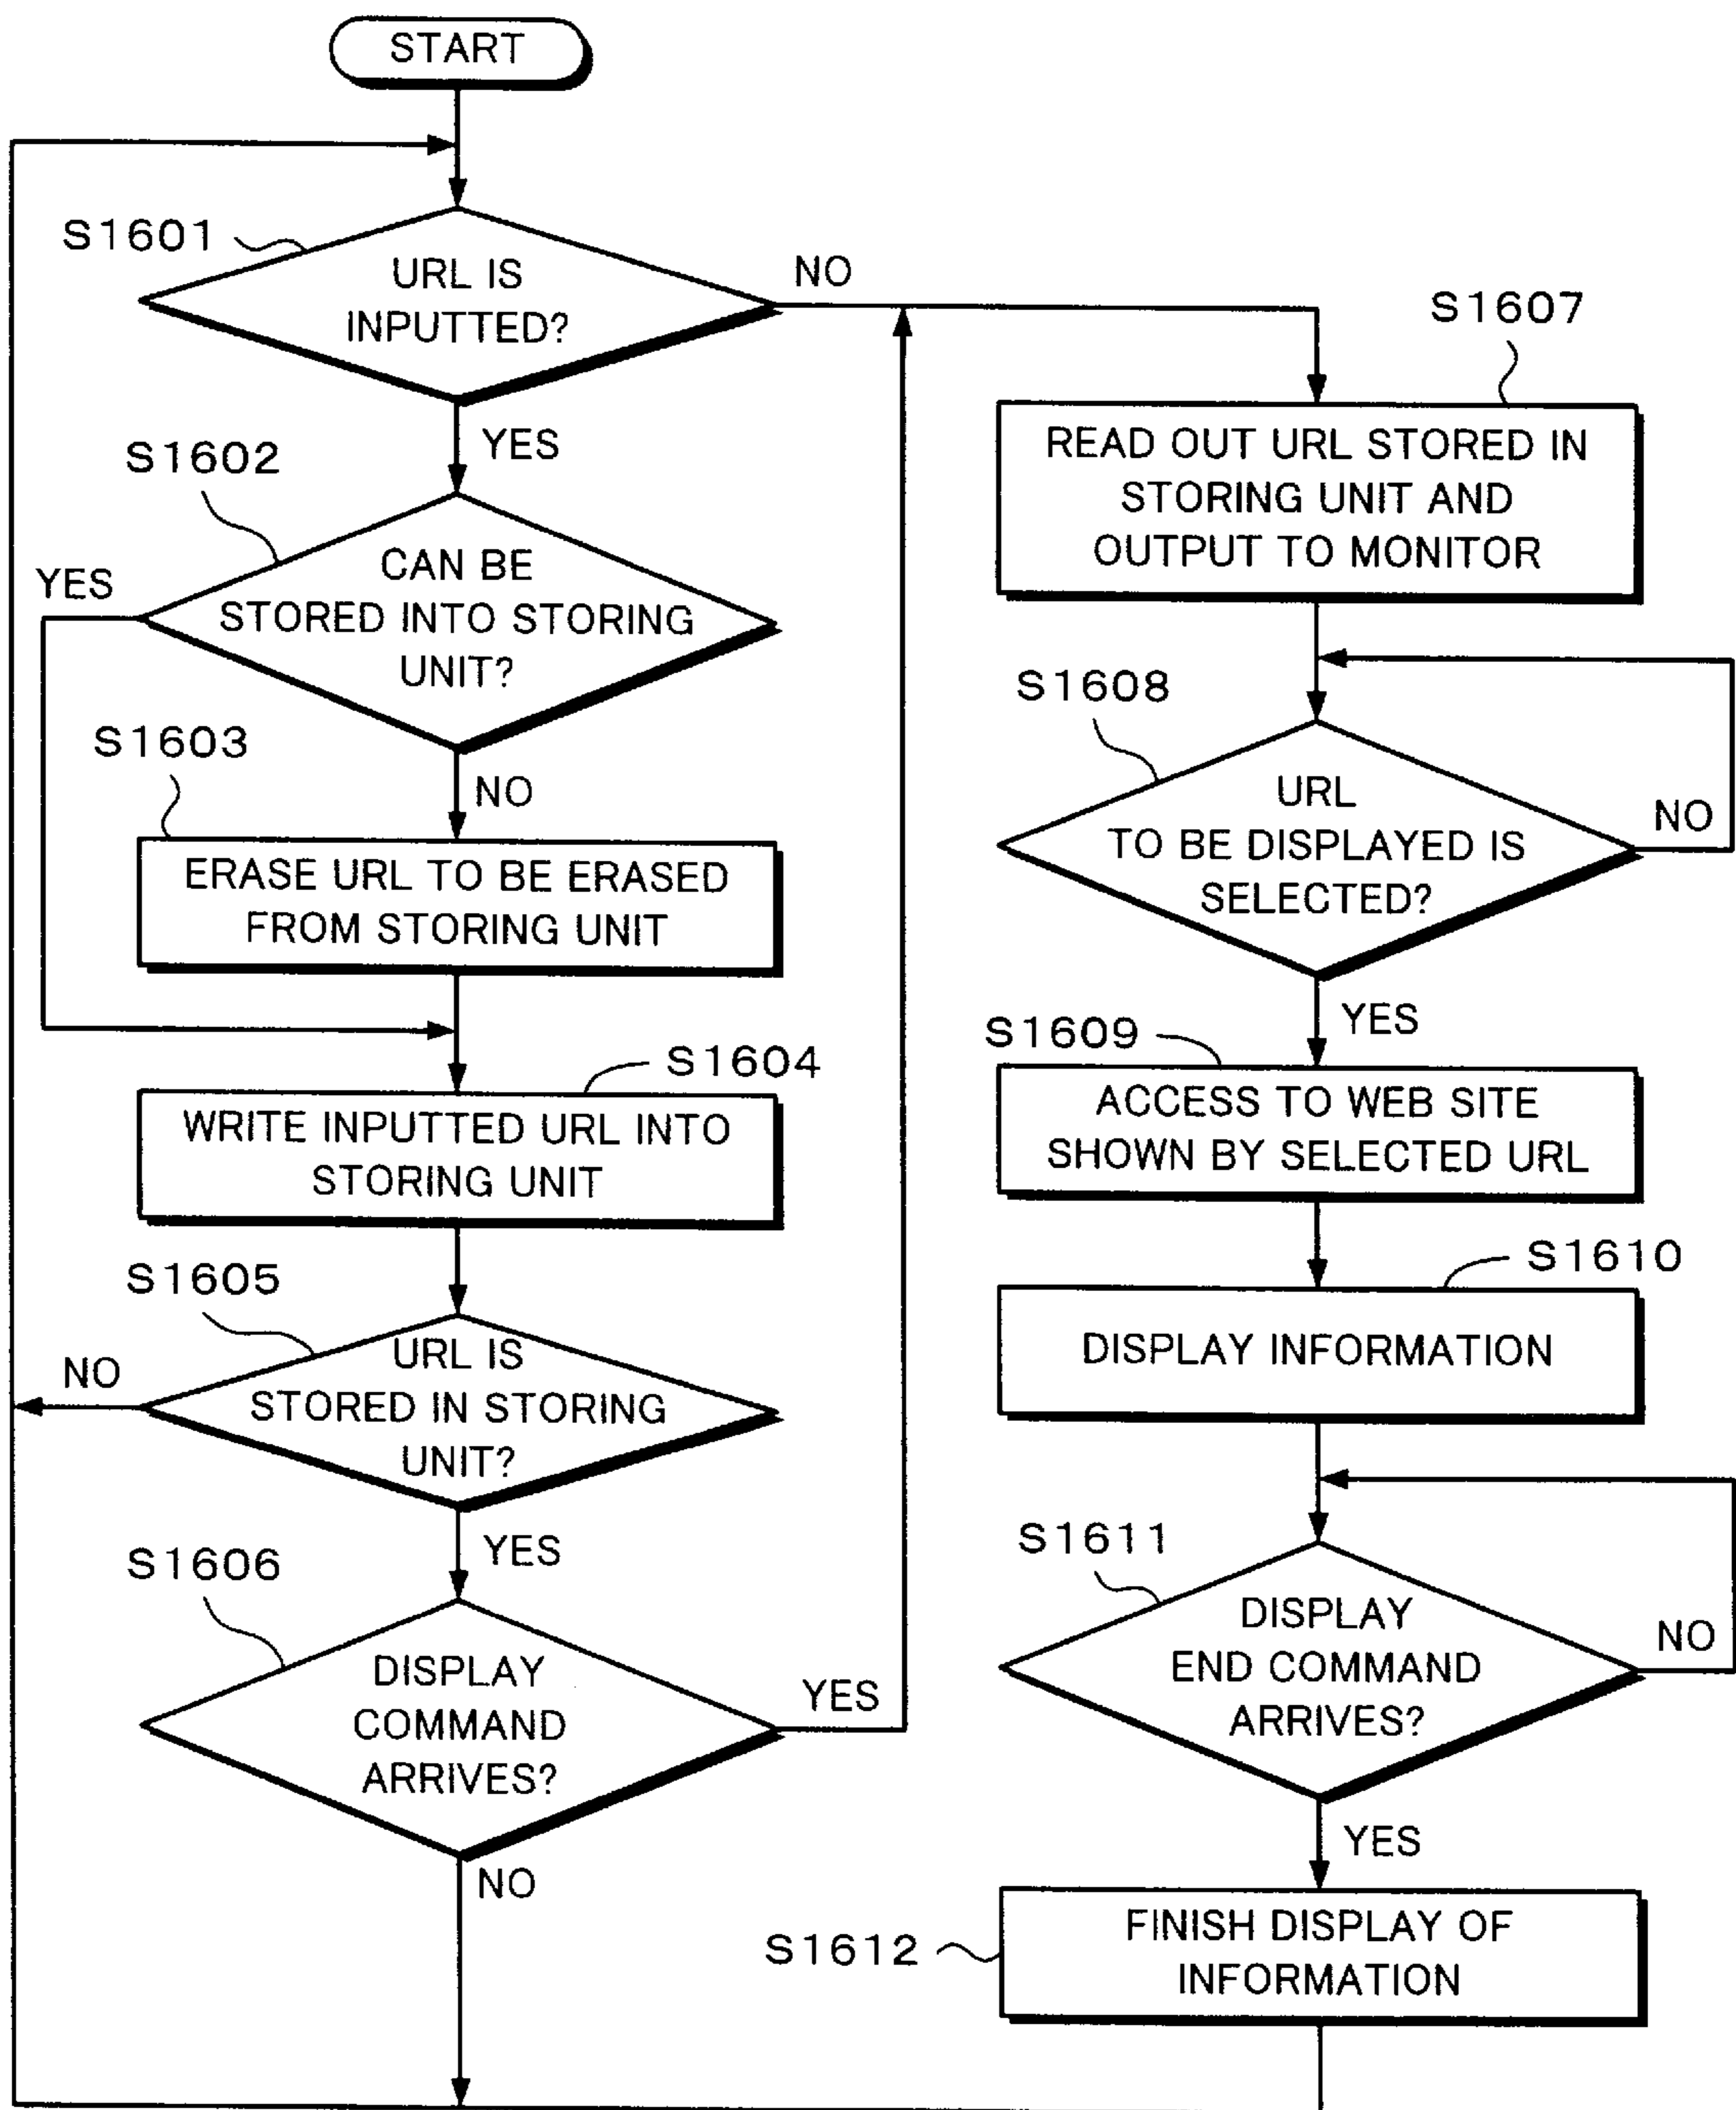 START
S1601
URL IS
INPUTTED?
NO
YES
S1602
CAN BE
STORED INTO STORING
UNIT?
YES
NO
S1603
ERASE URL TO BE ERASED
FROM STORING UNIT
S1604
WRITE INPUTTED URL INTO
STORING UNIT
S1605
URL IS
STORED IN STORING
UNIT?
NO
YES
S1606
DISPLAY
COMMAND
ARRIVES?
YES
NO
S1607
READ OUT URL STORED IN
STORING UNIT AND
OUTPUT TO MONITOR
S1608
URL
TO BE DISPLAYED IS
SELECTED?
NO
YES
S1609
ACCESS TO WEB SITE
SHOWN BY SELECTED URL
S1610
DISPLAY INFORMATION
S1611
DISPLAY
END COMMAND
ARRIVES?
NO
YES
S1612
FINISH DISPLAY OF
INFORMATION